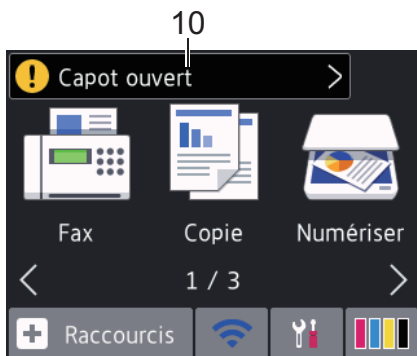 10
Capot ouvert
Fax Copie Numériser
1 / 3
Raccourcis